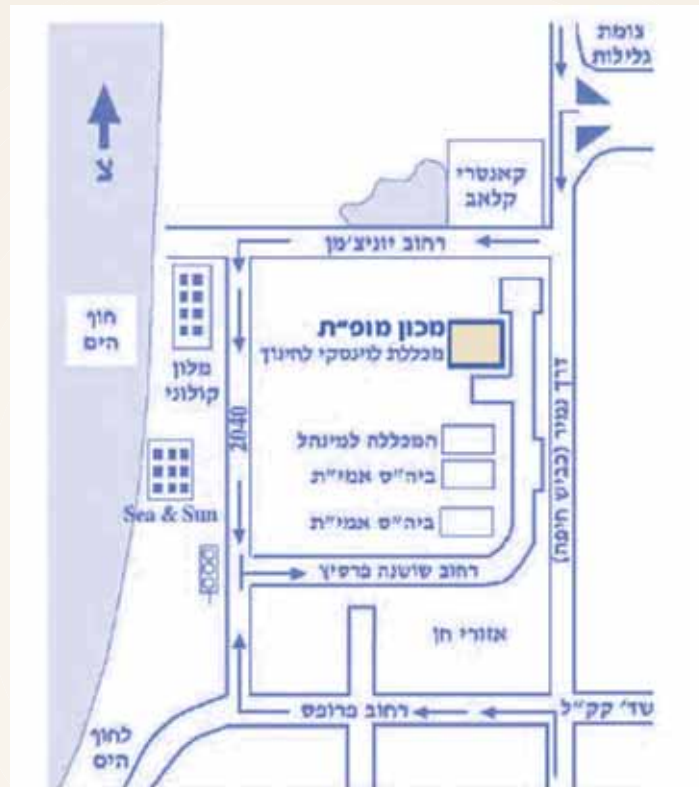 צומת
גלילות
צ
קאנטרי
קלאב
רחוב יוניצ'מן
חוף
הים
מלון
קולוני
מכון מופ״ת
מכללת לוינסקי לחינוך
דרך נמיר (כביש חיפה)
2040
המכללה למינהל
ביה״ס אמי״ת
ביה״ס אמי״ת
Sea & Sun
רחוב שושנה פרסיץ
אזורי חן
שד' קק״ל
רחוב פרופס
לחוף
הים